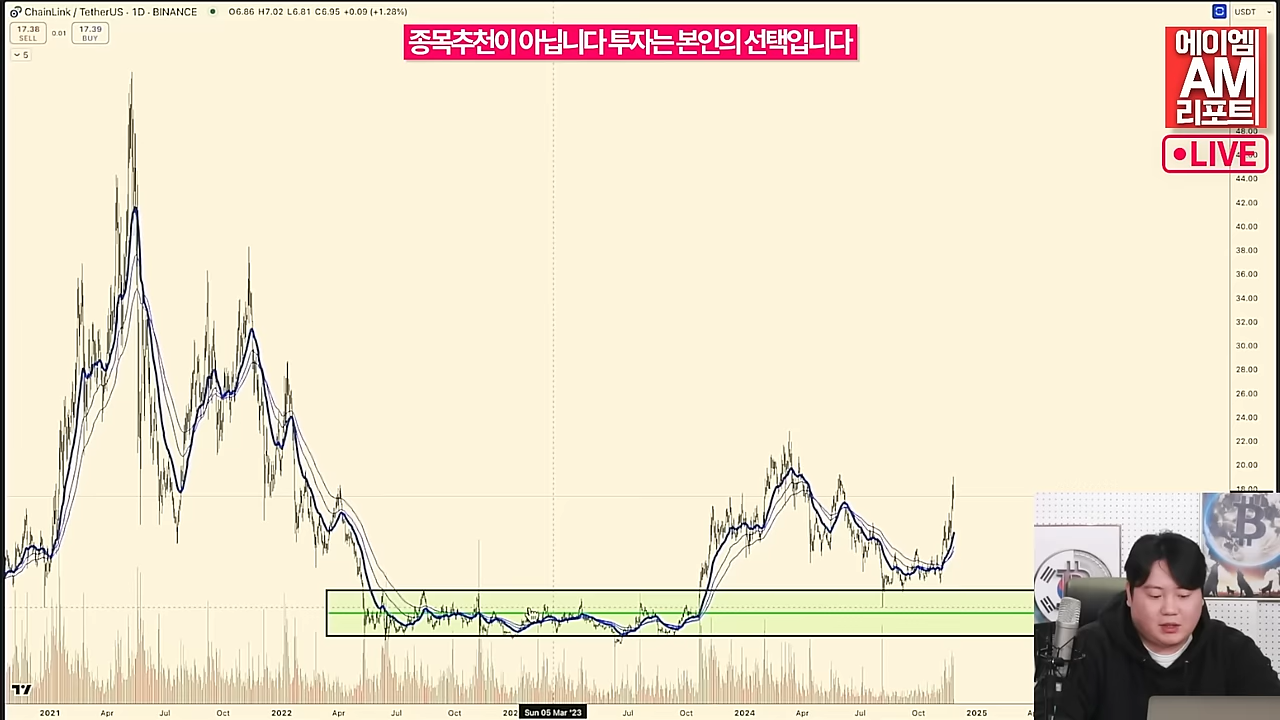 ChainLink / TetherUS · 1D · BINANCE
O6.86 H7.02 L6.81 C6.95 +0.09 (+1.28%)
USDT
17.38
SELL
0.01
17.39
BUY
5
종목추천이 아닙니다 투자는 본인의 선택입니다
에이엠
AM
리포트
LIVE
48.00
44.00
42.00
40.00
38.00
36.00
34.00
32.00
30.00
28.00
26.00
24.00
22.00
20.00
18.00
2021
Apr
Jul
Oct
2022
Apr
Jul
Oct
202
Sun 05 Mar '23
Jul
Oct
2024
Apr
Jul
Oct
2025